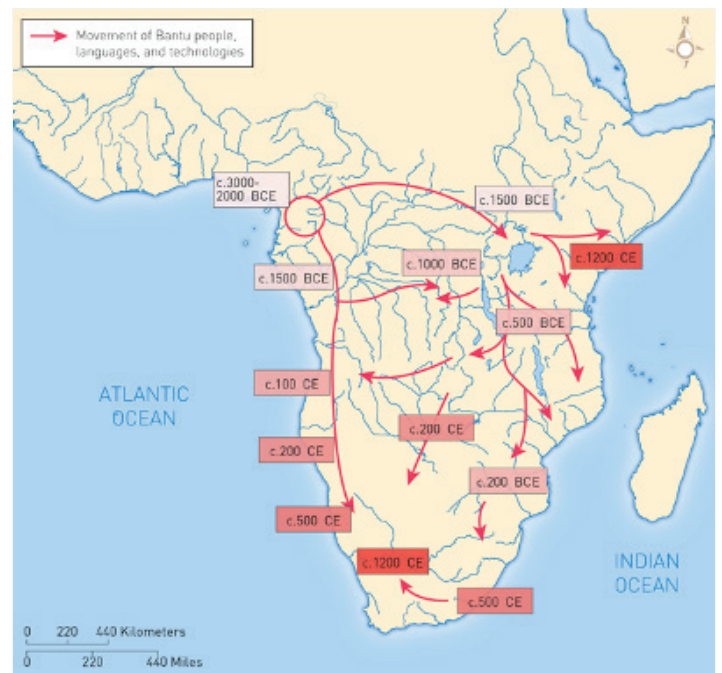 Movement of Bantu people,
languages, and technologies
N
c.3000-
2000 BCE
c.1500 BCE
c.1200 CE
c.1000 BCE
c.1500 BCE
c.500 BCE
ATLANTIC
OCEAN
c.100 CE
c.200 CE
c.200 CE
c.200 BCE
c.500 CE
INDIAN
OCEAN
c.1200 CE
c.500 CE
0 220 440 Kilometers
0 220 440 Miles